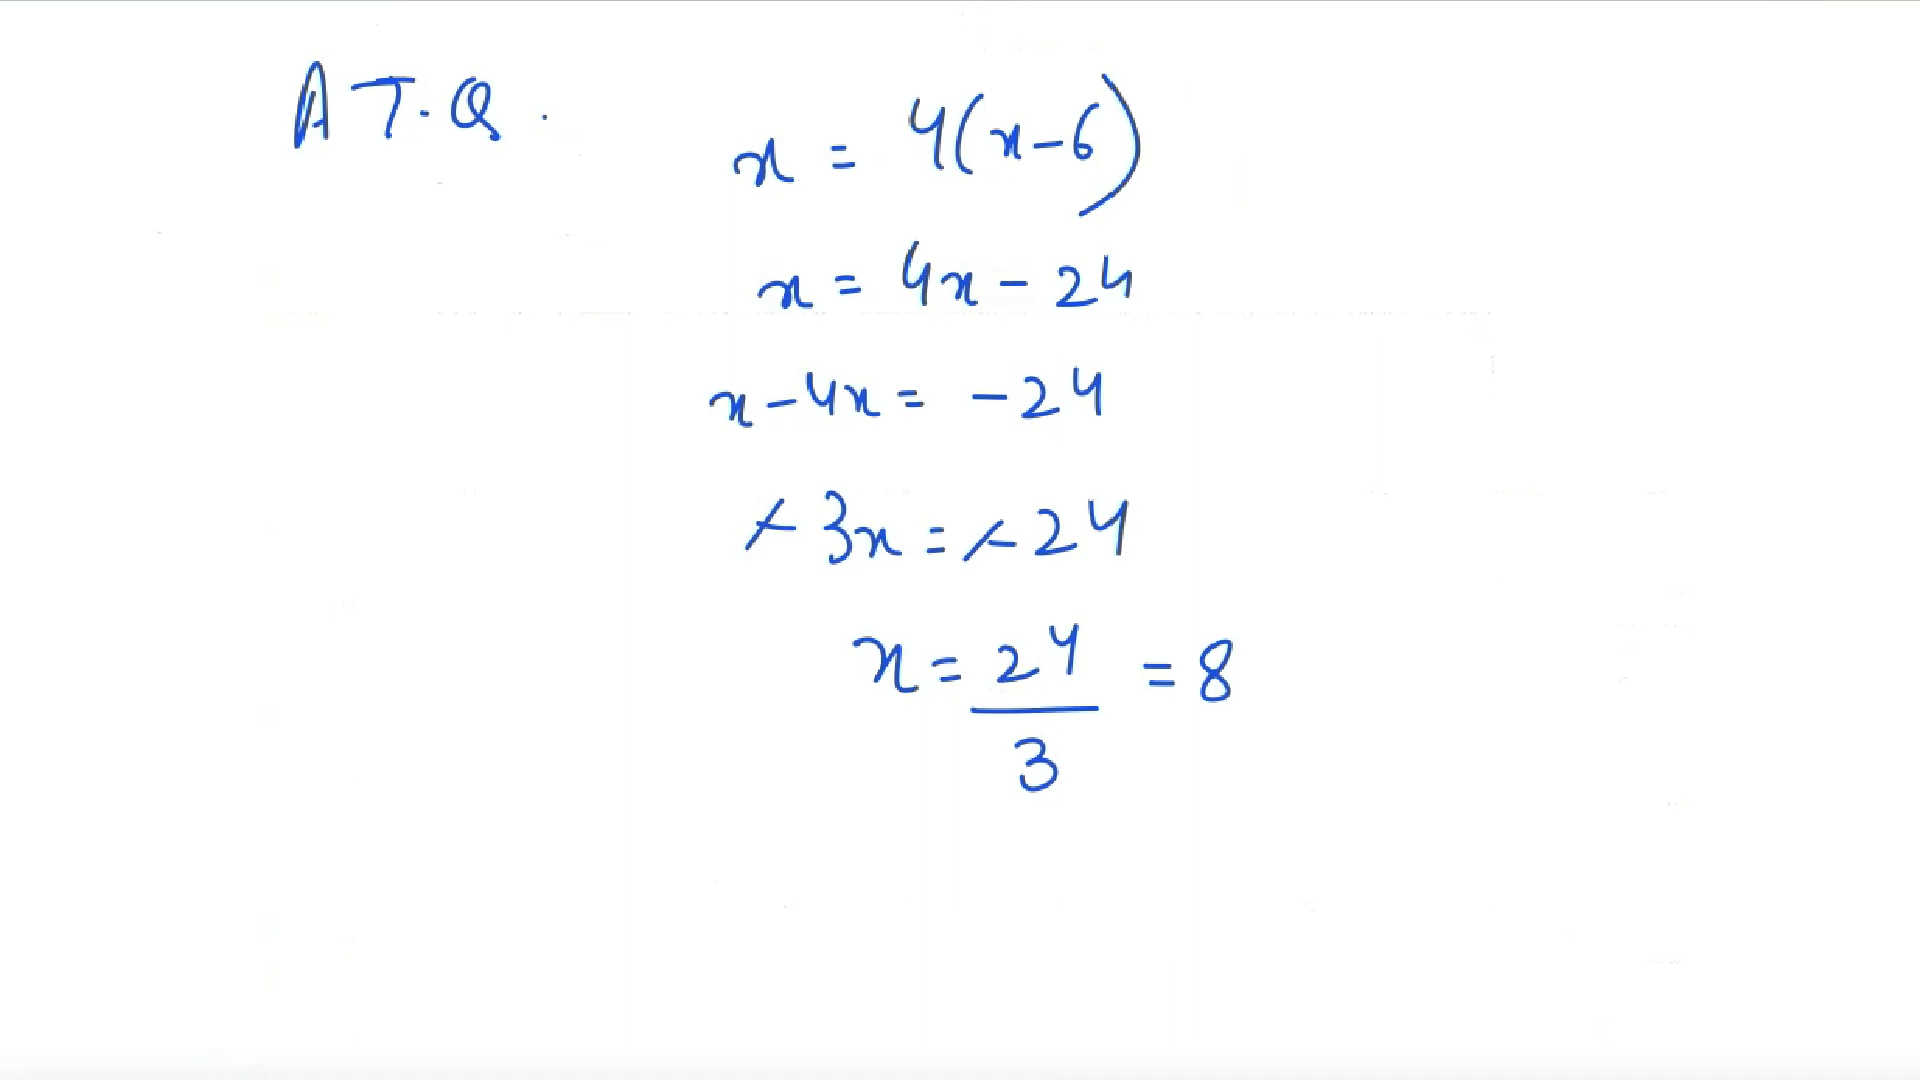 A T.Q.
x = 4(x-6)
x = 4x - 24
x - 4x = -24
- 3x = - 24
x = 24/3 = 8